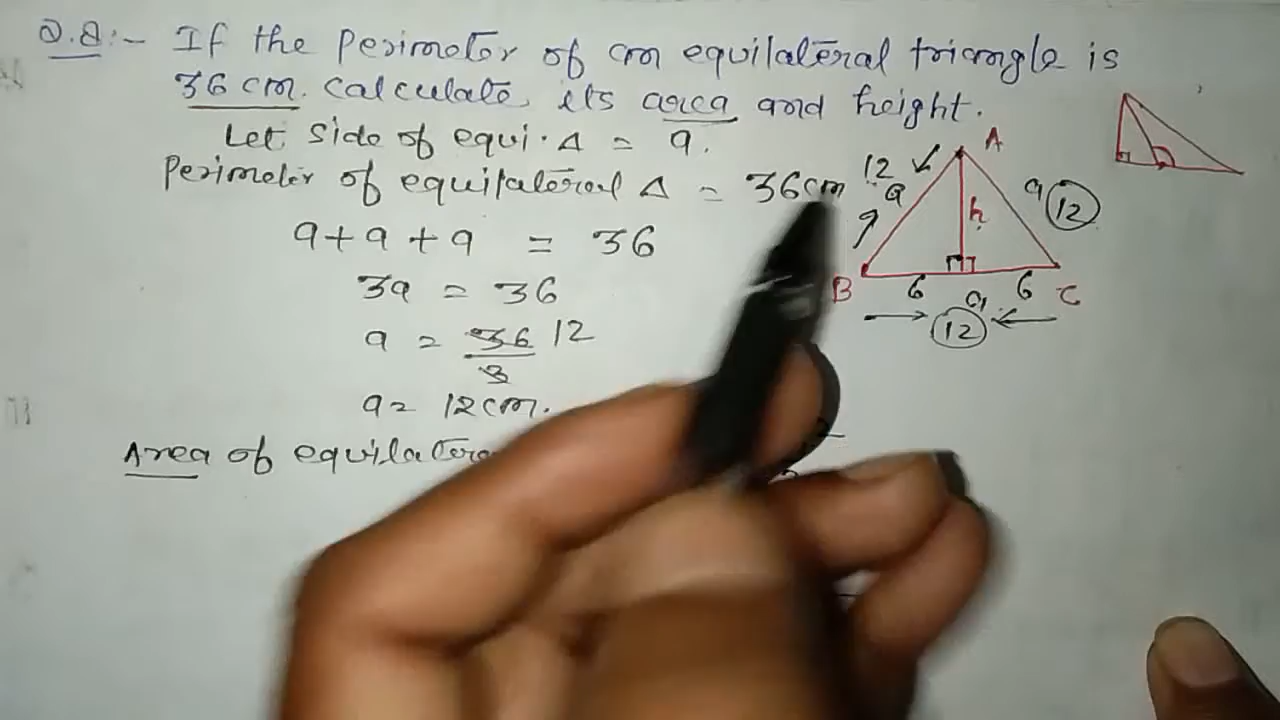 Q.8:- If the perimeter of an equilateral triangle is
36 cm. calculate its area and height.
Let side of equi. Δ = a.
Perimeter of equilateral Δ = 36cm
a + a + a = 36
3a = 36
a = 36/3 12
a = 12 cm.
Area of equilatera
A
12
a
h
a
12
B
6
a
6
C
12